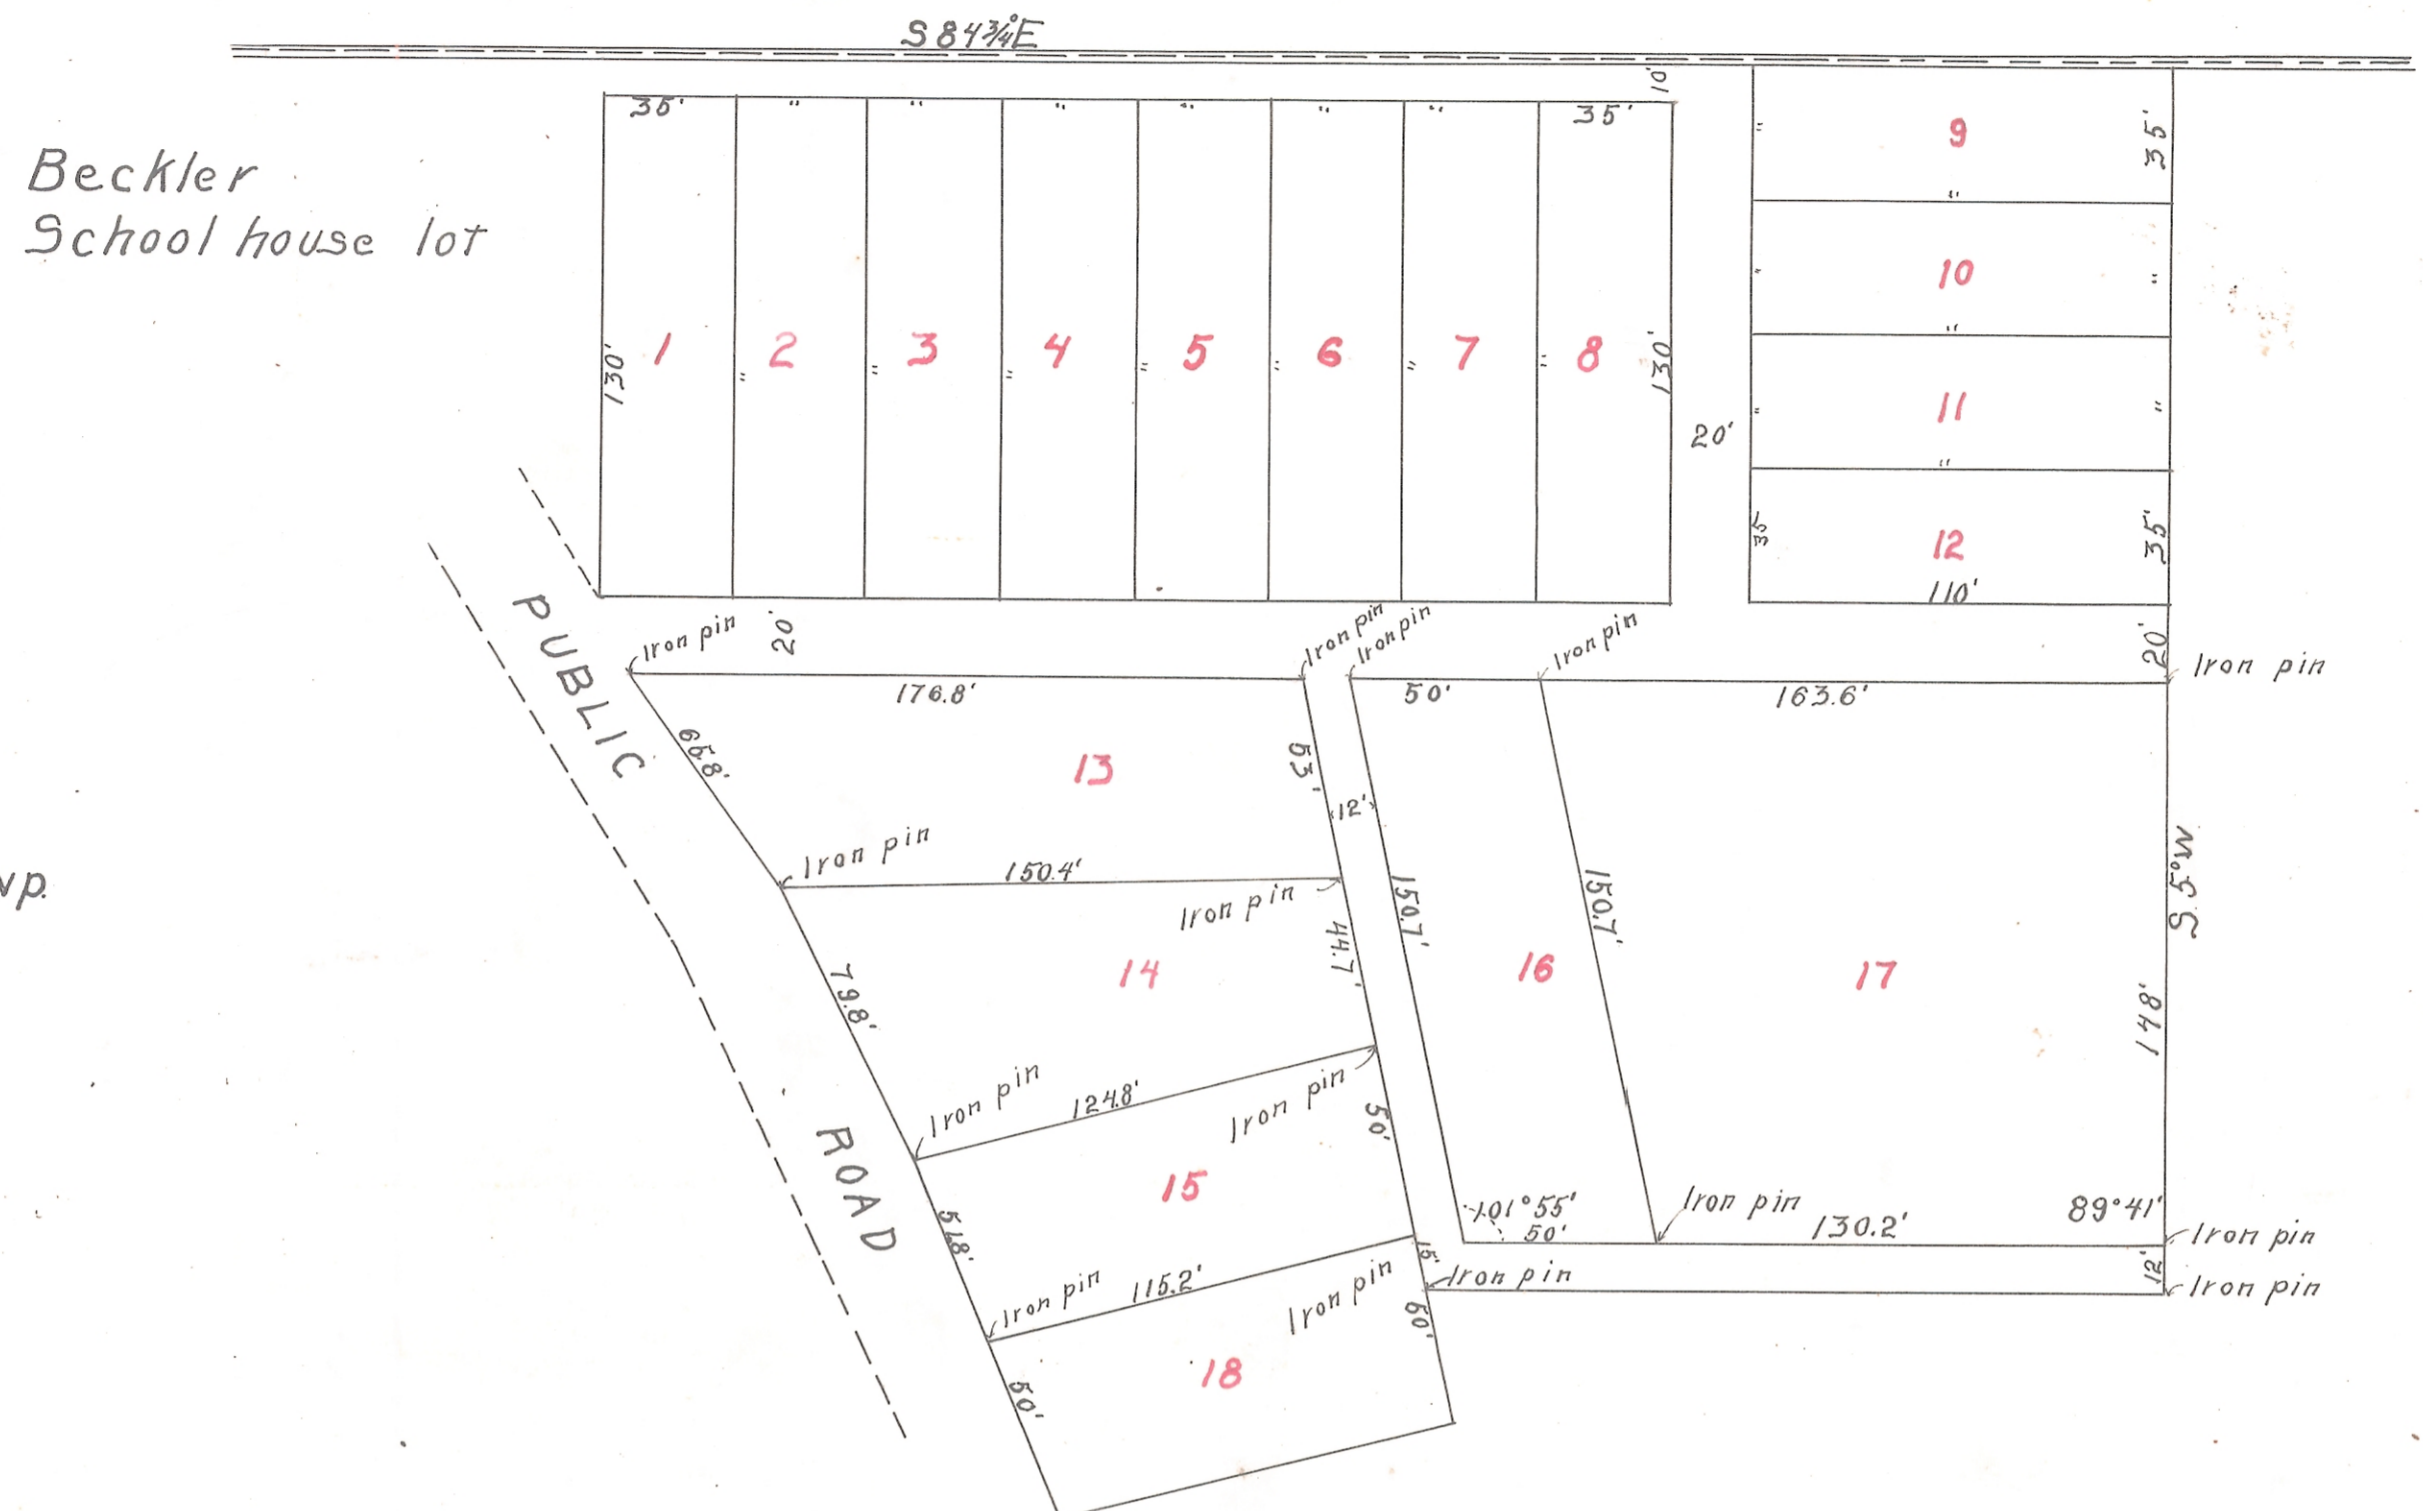 S 84 3/4° E
35' " " " " " " 35'
10'
Beckler
School house lot
1 2 3 4 5 6 7 8
130' " " " " " " " 130'
20'
" 9 35'
"
" 10 "
"
" 11 "
"
35 12 35'
110'
20'
Iron pin
PUBLIC
ROAD
Iron pin
20'
Iron pin
Iron pin
Iron pin
176.8'
50'
163.6'
65.8'
13
53'
12'
Iron pin
150.4'
Iron pin
79.8'
14
44.7'
150.7'
16
150.7'
17
S 5° W
148'
Iron pin
124.8'
Iron pin
50'
15
51.8'
101° 55'
50'
Iron pin
130.2'
89° 41'
Iron pin
15'
12'
Iron pin
Iron pin
Iron pin
115.2'
Iron pin
18
50'